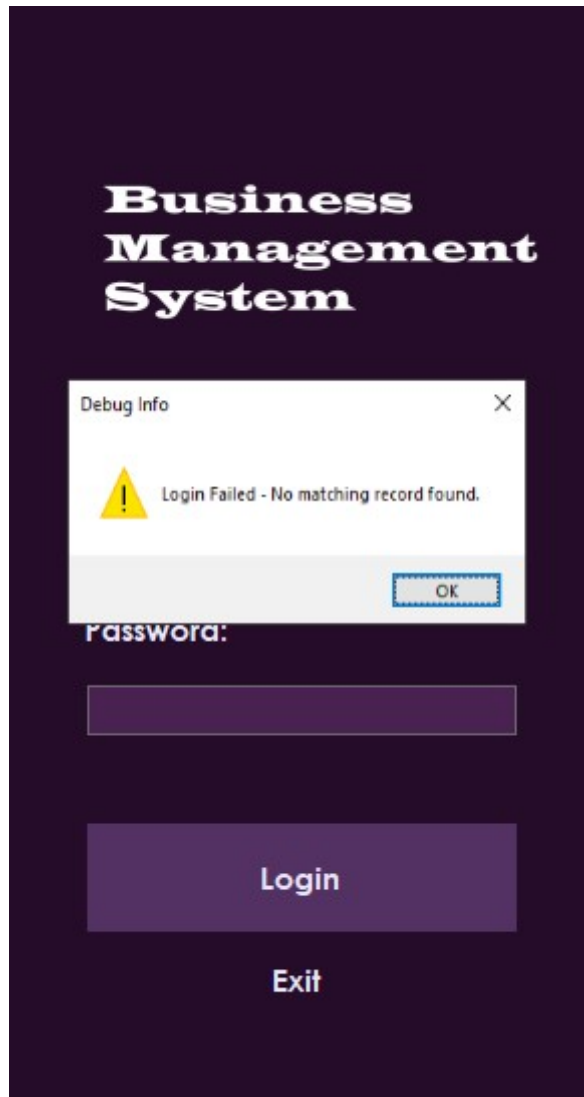 Business
Management
System
Debug Info
Login Failed - No matching record found.
OK
Password:
Login
Exit